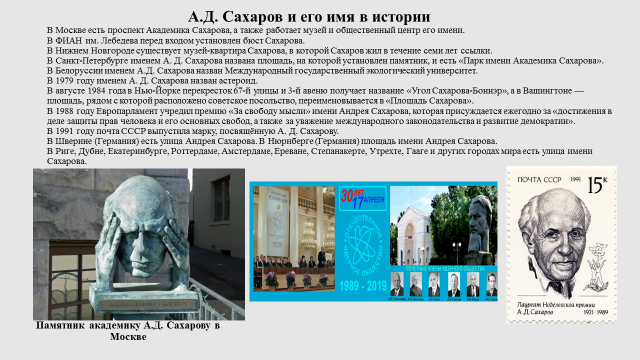 А.Д. Сахаров и его имя в истории
В Москве есть проспект Академика Сахарова, а также работает музей и общественный центр его имени.
В ФИАН им. Лебедева перед входом установлен бюст Сахарова.
В Нижнем Новгороде существует музей-квартира Сахарова, в которой Сахаров жил в течение семи лет ссылки.
В Санкт-Петербурге именем А. Д. Сахарова названа площадь, на которой установлен памятник, и есть «Парк имени Академика Сахарова».
В Белоруссии именем А.Д. Сахарова назван Международный государственный экологический университет.
В 1979 году именем А. Д. Сахарова назван астероид.
В августе 1984 года в Нью-Йорке перекресток 67-й улицы и 3-й авеню получает название «Угол Сахарова-Боннэр», а в Вашингтоне —
площадь, рядом с которой расположено советское посольство, переименовывается в «Площадь Сахарова».
В 1988 году Европарламент учредил премию «За свободу мысли» имени Андрея Сахарова, которая присуждается ежегодно за «достижения в
деле защиты прав человека и его основных свобод, а также за уважение международного законодательства и развитие демократии».
В 1991 году почта СССР выпустила марку, посвящённую А. Д. Сахарову.
В Шверине (Германия) есть улица Андрея Сахарова. В Нюрнберге (Германия) площадь имени Андрея Сахарова.
В Риге, Дубне, Екатеринбурге, Роттердаме, Амстердаме, Ереване, Степанакерте, Утрехте, Гааге и других городах мира есть улица имени
Сахарова.
30 ЛЕТ
17 АПРЕЛЯ
1989 - 2019
ПОЧЕТНЫЕ ЧЛЕНЫ ЯДЕРНОГО ОБЩЕСТВА
ПОЧТА СССР 1991 15 К
Лауреат Нобелевской премии
А. Д. Сахаров 1921-1989
Памятник академику А.Д. Сахарову в
Москве